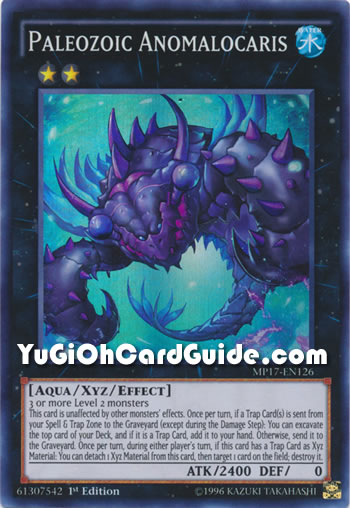 PALEOZOIC ANOMALOCARIS
WATER
水
YuGiOhCardGuide.com
MP17-EN126
[AQUA/XYZ/EFFECT]
3 or more Level 2 monsters
This card is unaffected by other monsters' effects. Once per turn, if a Trap Card(s) is sent from
your Spell & Trap Zone to the Graveyard (except during the Damage Step): You can excavate
the top card of your Deck, and if it is a Trap Card, add it to your hand. Otherwise, send it to
the Graveyard. Once per turn, during either player's turn, if this card has a Trap Card as Xyz
Material: You can detach 1 Xyz Material from this card, then target 1 card on the field; destroy it.
ATK/2400 DEF/ 0
61307542 1st Edition ©1996 KAZUKI TAKAHASHI